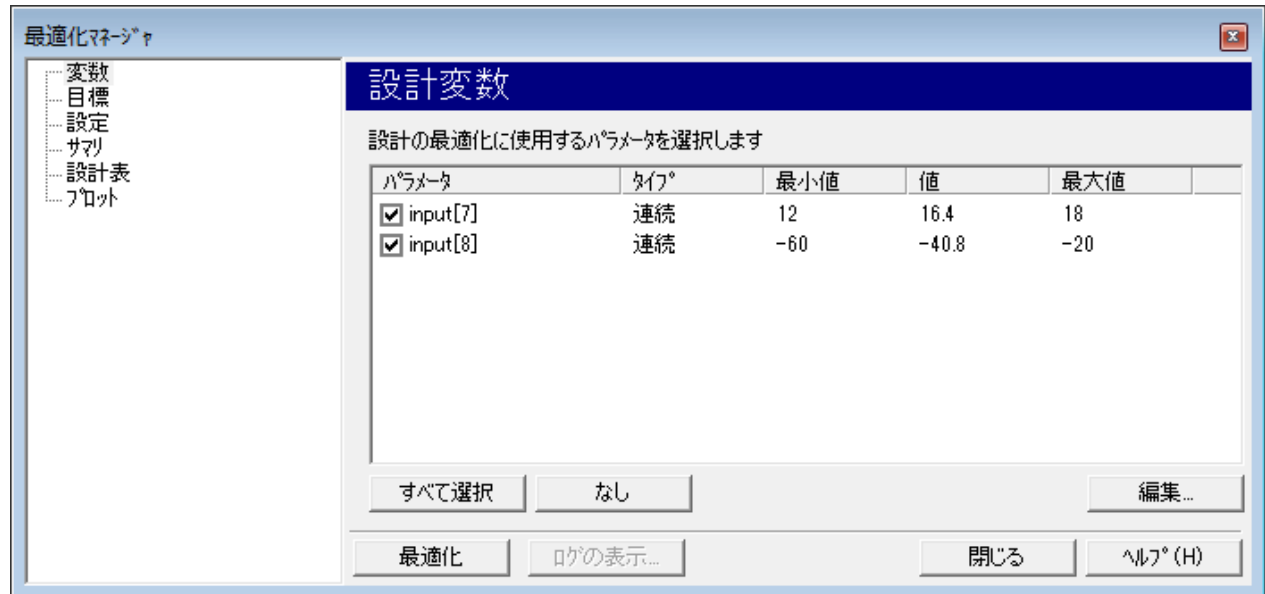 最適化ﾏﾈｰｼﾞｬ
変数
目標
設定
ｻﾏﾘ
設計表
ﾌﾟﾛｯﾄ
設計変数
設計の最適化に使用するﾊﾟﾗﾒｰﾀを選択します
ﾊﾟﾗﾒｰﾀ ﾀｲﾌﾟ 最小値 値 最大値
input[7] 連続 12 16.4 18
input[8] 連続 -60 -40.8 -20
すべて選択 なし 編集...
最適化 ﾛｸﾞの表示... 閉じる ﾍﾙﾌﾟ(H)